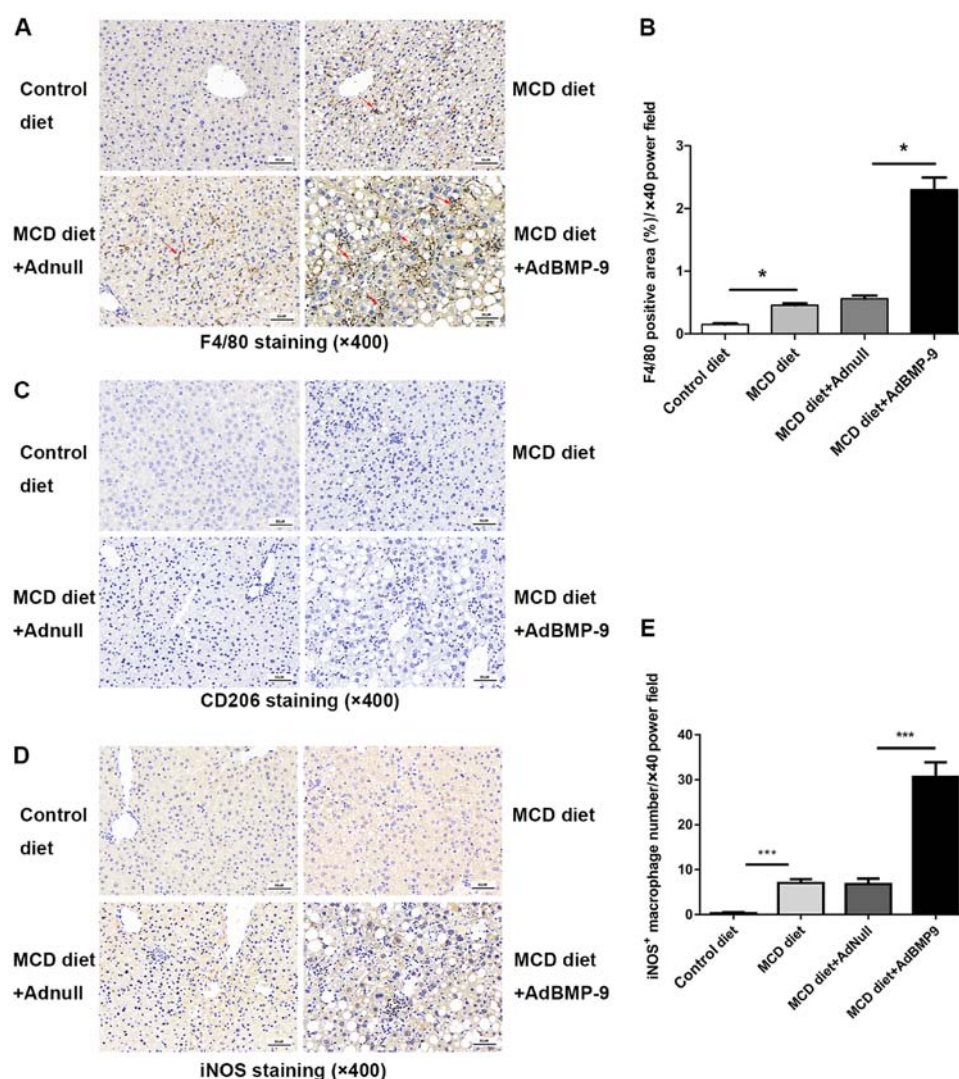 A
Control
diet
MCD diet
MCD diet
+Adnull
MCD diet
+AdBMP-9
F4/80 staining (×400)
B
F4/80 positive area (%)/ ×40 power field
3
2
1
0
*
*
Control diet
MCD diet
MCD diet+Adnull
MCD diet+AdBMP-9
C
Control
diet
MCD diet
MCD diet
+Adnull
MCD diet
+AdBMP-9
CD206 staining (×400)
D
Control
diet
MCD diet
MCD diet
+Adnull
MCD diet
+AdBMP-9
iNOS staining (×400)
E
iNOS⁺ macrophage number/×40 power field
40
30
20
10
0
***
***
Control diet
MCD diet
MCD diet+AdNull
MCD diet+AdBMP9